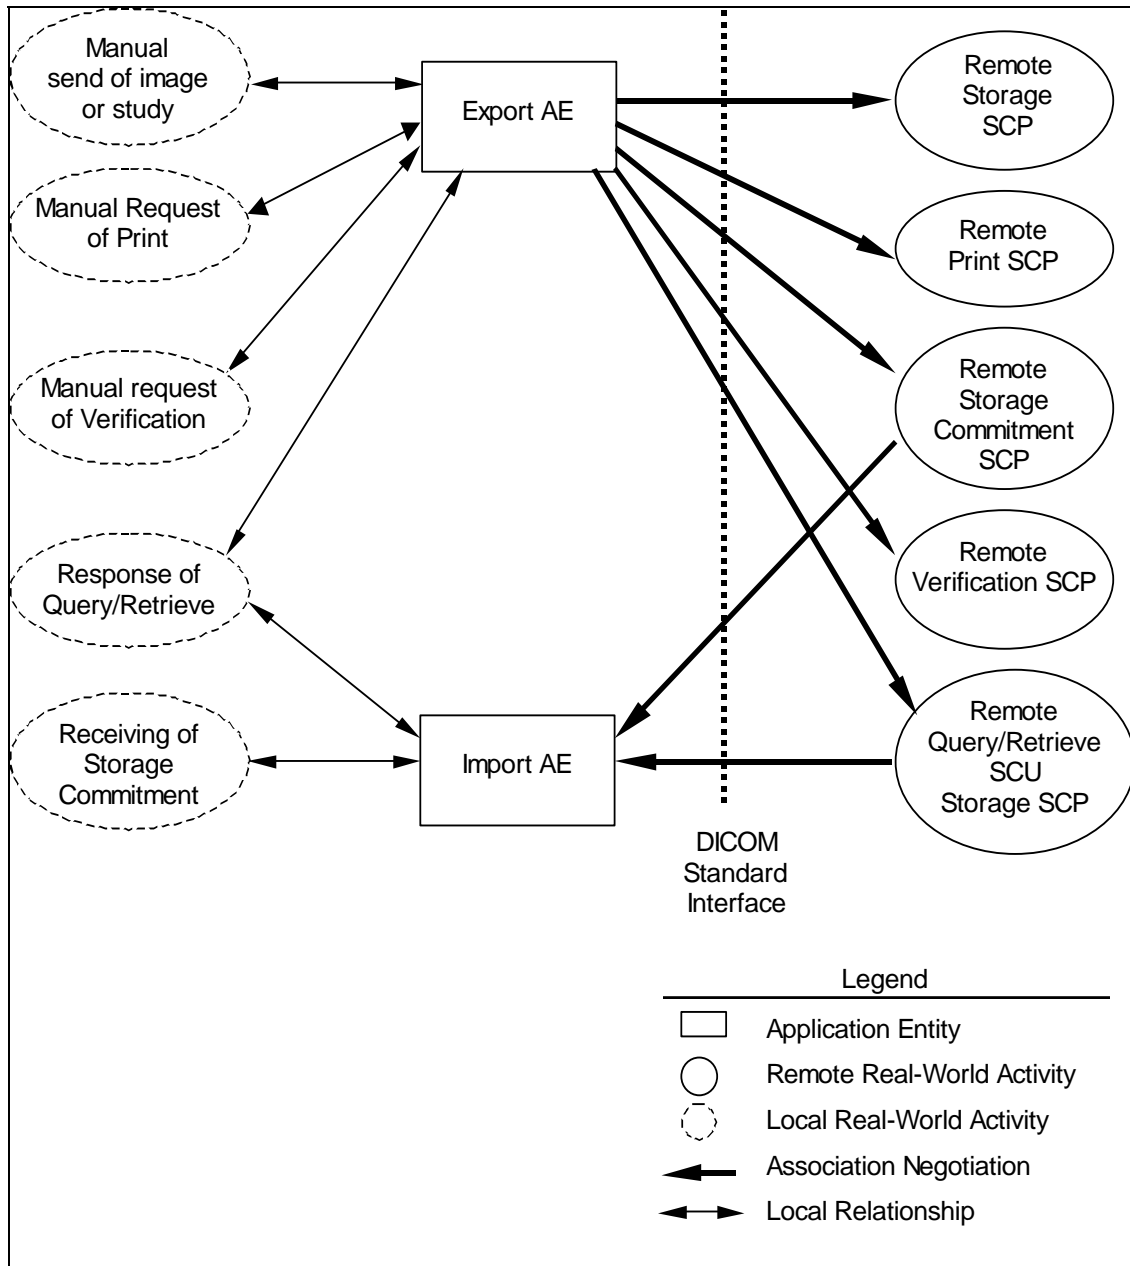 Manual
send of image
or study
Export AE
Remote
Storage
SCP
Manual Request
of Print
Remote
Print SCP
Manual request
of Verification
Remote
Storage
Commitment
SCP
Response of
Query/Retrieve
Remote
Verification SCP
Receiving of
Storage
Commitment
Import AE
Remote
Query/Retrieve
SCU
Storage SCP
DICOM
Standard
Interface
Legend
Application Entity
Remote Real-World Activity
Local Real-World Activity
Association Negotiation
Local Relationship